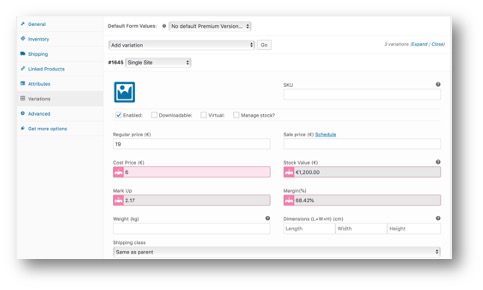 General
Inventory
Shipping
Linked Products
Attributes
Variations
Advanced
Get more options
Default Form Values: No default Premium Version...
Add variation Go
3 variations (Expand / Close)
#1645 Single Site
SKU
Enabled: Downloadable: Virtual: Manage stock?
Regular price (€) Sale price (€) Schedule
19
Cost Price (€) Stock Value (€)
6 €1,200.00
Mark Up Margin(%)
2.17 68.42%
Weight (kg) Dimensions (L×W×H) (cm)
Length Width Height
Shipping class
Same as parent